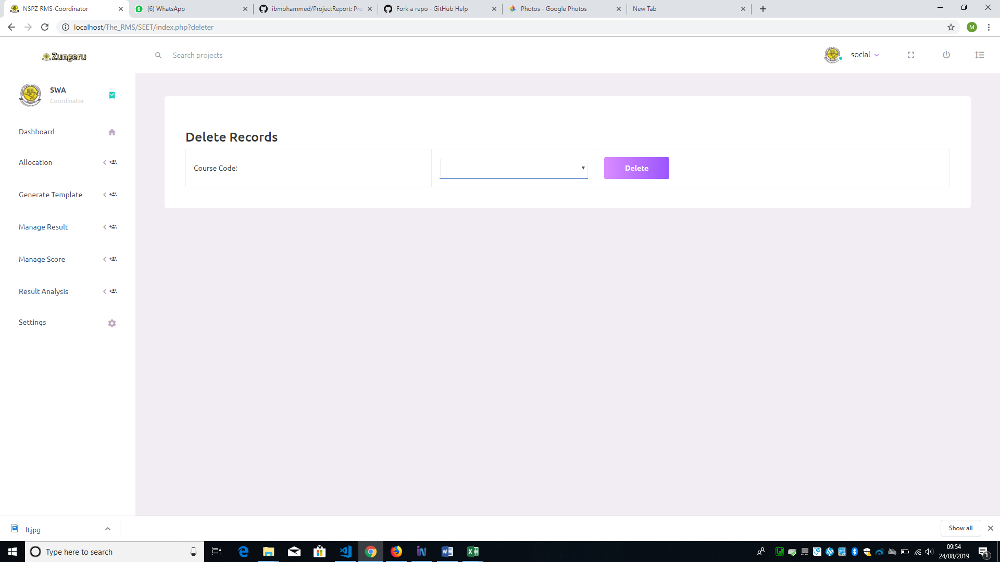 NSPZ RMS-Coordinator
(6) WhatsApp
ibmohammed/ProjectReport: Pro
Fork a repo - GitHub Help
Photos - Google Photos
New Tab
localhost/The_RMS/SEET/index.php?deleter
M
Zungeru
Search projects
social
SWA
Coordinator
Dashboard
Allocation
Generate Template
Manage Result
Manage Score
Result Analysis
Settings
Delete Records
Course Code:
Delete
It.jpg
Show all
Type here to search
09:54
24/08/2019
1